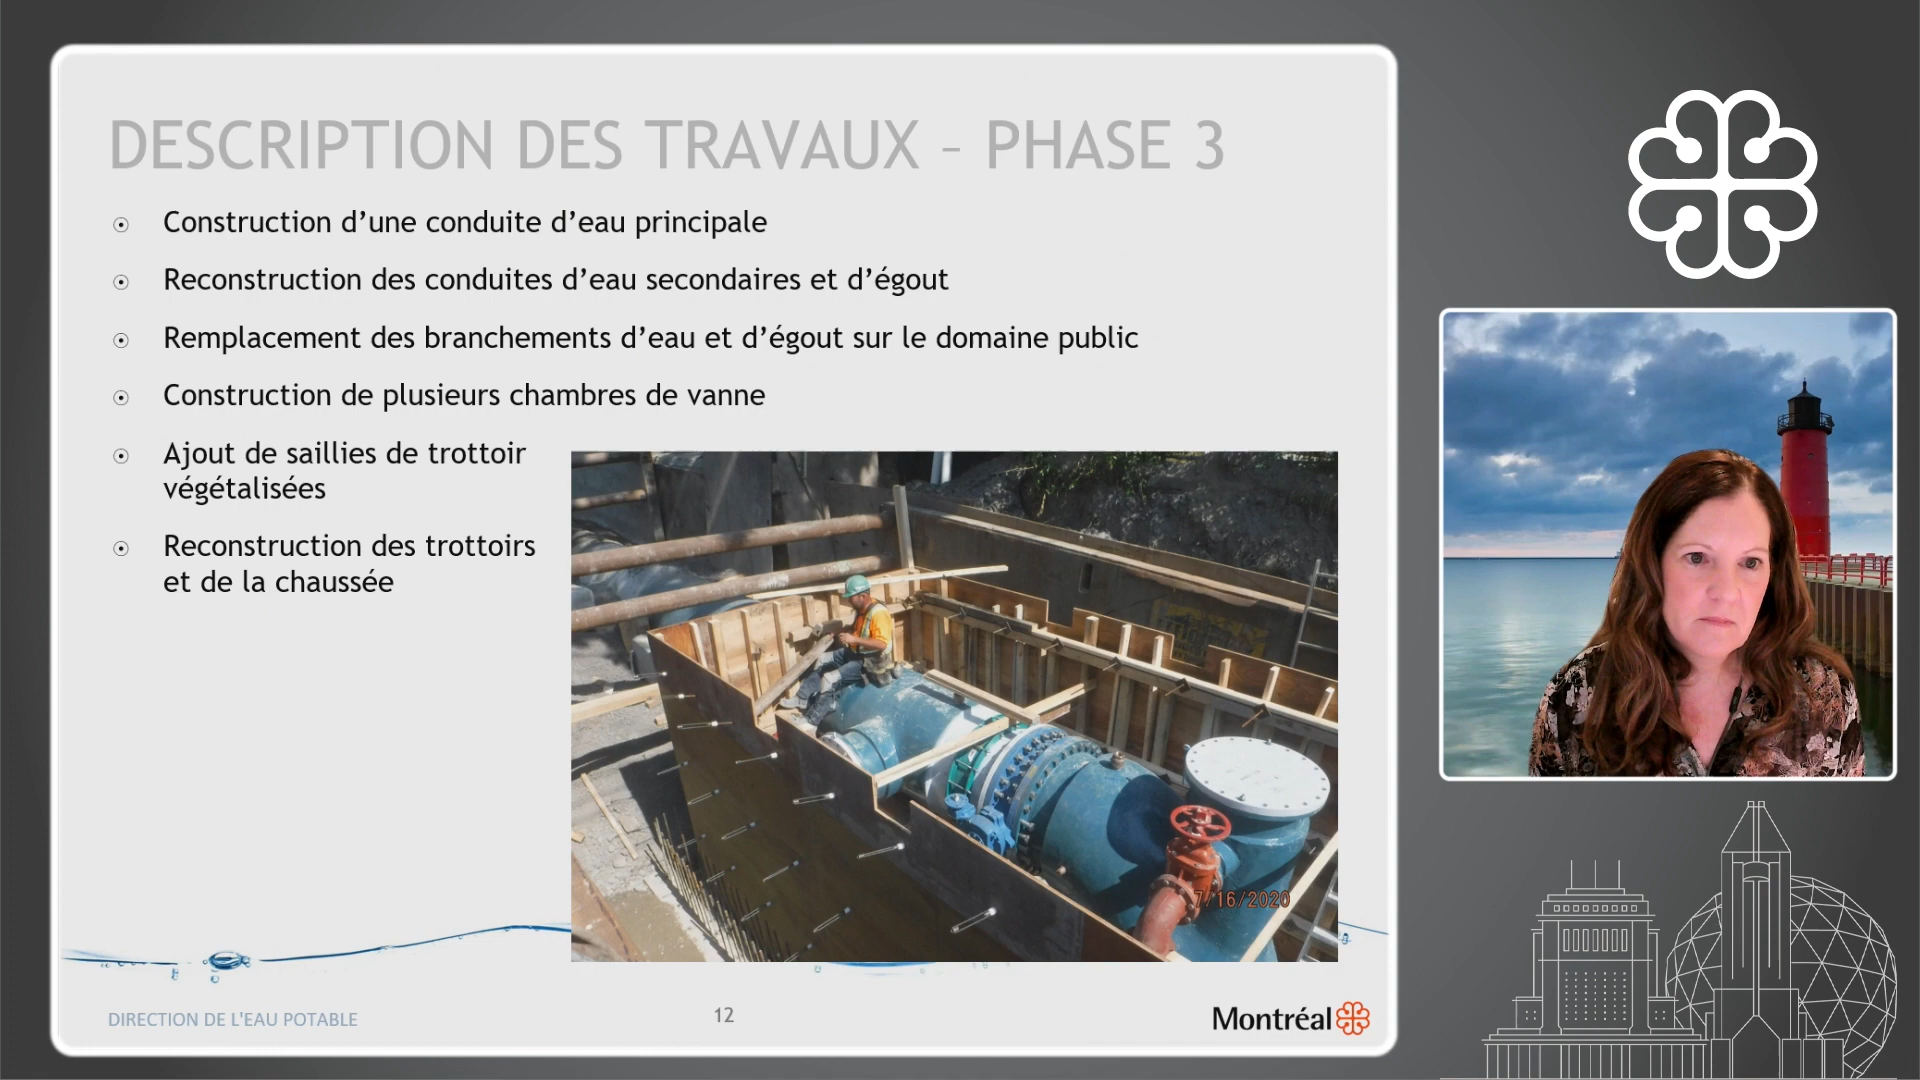 DESCRIPTION DES TRAVAUX – PHASE 3
Construction d’une conduite d’eau principale
Reconstruction des conduites d’eau secondaires et d’égout
Remplacement des branchements d’eau et d’égout sur le domaine public
Construction de plusieurs chambres de vanne
Ajout de saillies de trottoir
végétalisées
Reconstruction des trottoirs
et de la chaussée
7/16/2020
DIRECTION DE L'EAU POTABLE
12
Montréal